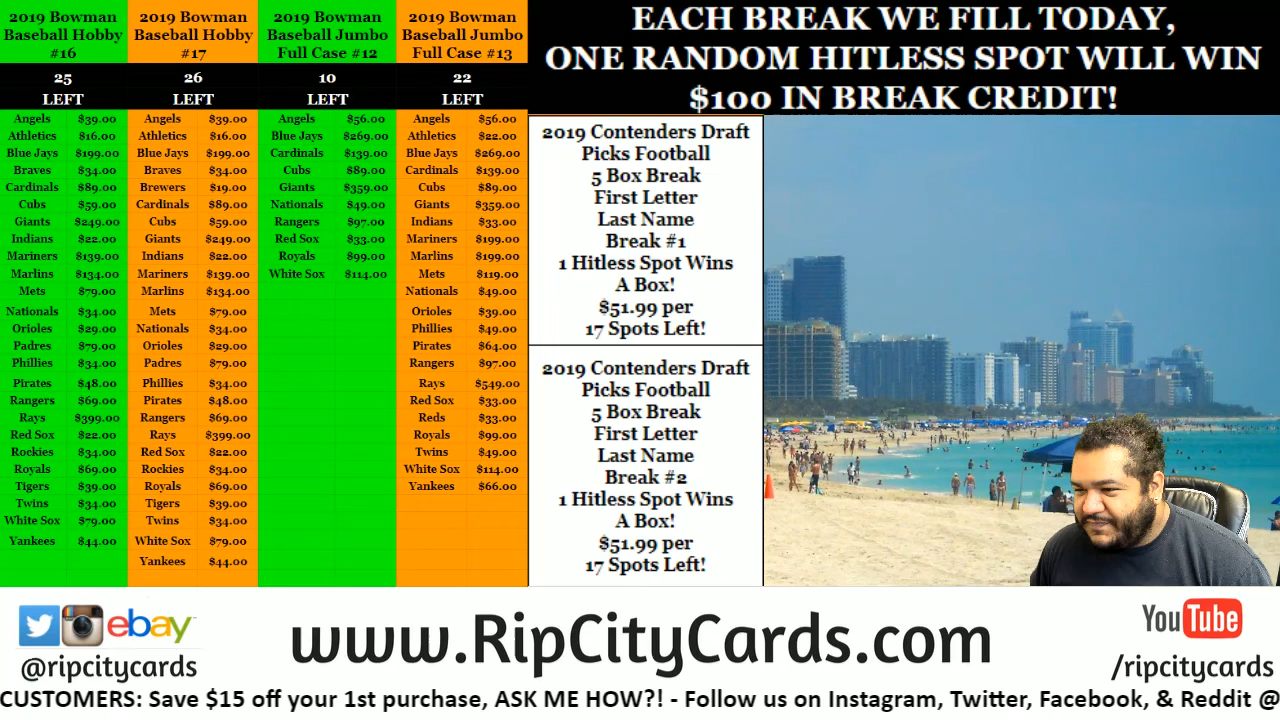 2019 Bowman
Baseball Hobby
#16
25
LEFT
Angels $39.00
Athletics $16.00
Blue Jays $199.00
Braves $34.00
Cardinals $89.00
Cubs $59.00
Giants $249.00
Indians $22.00
Mariners $139.00
Marlins $134.00
Mets $79.00
Nationals $34.00
Orioles $29.00
Padres $79.00
Phillies $34.00
Pirates $48.00
Rangers $69.00
Rays $399.00
Red Sox $22.00
Rockies $34.00
Royals $69.00
Tigers $39.00
Twins $34.00
White Sox $79.00
Yankees $44.00
2019 Bowman
Baseball Hobby
#17
26
LEFT
Angels $39.00
Athletics $16.00
Blue Jays $199.00
Braves $34.00
Brewers $19.00
Cardinals $89.00
Cubs $59.00
Giants $249.00
Indians $22.00
Mariners $139.00
Marlins $134.00
Mets $79.00
Nationals $34.00
Orioles $29.00
Padres $79.00
Phillies $34.00
Pirates $48.00
Rangers $69.00
Rays $399.00
Red Sox $22.00
Rockies $34.00
Royals $69.00
Tigers $39.00
Twins $34.00
White Sox $79.00
Yankees $44.00
2019 Bowman
Baseball Jumbo
Full Case #12
10
LEFT
Angels $56.00
Blue Jays $269.00
Cardinals $139.00
Cubs $89.00
Giants $359.00
Nationals $49.00
Rangers $97.00
Red Sox $33.00
Royals $99.00
White Sox $114.00
2019 Bowman
Baseball Jumbo
Full Case #13
22
LEFT
Angels $56.00
Athletics $22.00
Blue Jays $269.00
Cardinals $139.00
Cubs $89.00
Giants $359.00
Indians $33.00
Mariners $199.00
Marlins $199.00
Mets $119.00
Nationals $49.00
Orioles $39.00
Phillies $49.00
Pirates $64.00
Rangers $97.00
Rays $549.00
Red Sox $33.00
Reds $33.00
Royals $99.00
Twins $49.00
White Sox $114.00
Yankees $66.00
EACH BREAK WE FILL TODAY,
ONE RANDOM HITLESS SPOT WILL WIN
$100 IN BREAK CREDIT!
2019 Contenders Draft
Picks Football
5 Box Break
First Letter
Last Name
Break #1
1 Hitless Spot Wins
A Box!
$51.99 per
17 Spots Left!
2019 Contenders Draft
Picks Football
5 Box Break
First Letter
Last Name
Break #2
1 Hitless Spot Wins
A Box!
$51.99 per
17 Spots Left!
ebay
@ripcitycards
www.RipCityCards.com
YouTube
/ripcitycards
CUSTOMERS: Save $15 off your 1st purchase, ASK ME HOW?! - Follow us on Instagram, Twitter, Facebook, & Reddit @